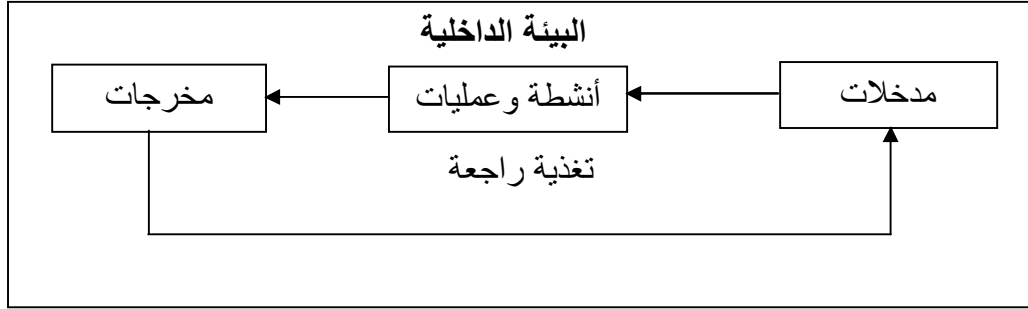 البيئة الداخلية
مدخلات
أنشطة وعمليات
مخرجات
تغذية راجعة